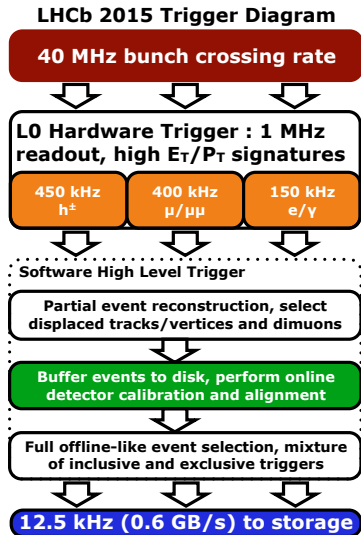 LHCb 2015 Trigger Diagram
40 MHz bunch crossing rate
L0 Hardware Trigger : 1 MHz
readout, high E_T/P_T signatures
450 kHz
h±
400 kHz
μ/μμ
150 kHz
e/γ
Software High Level Trigger
Partial event reconstruction, select
displaced tracks/vertices and dimuons
Buffer events to disk, perform online
detector calibration and alignment
Full offline-like event selection, mixture
of inclusive and exclusive triggers
12.5 kHz (0.6 GB/s) to storage